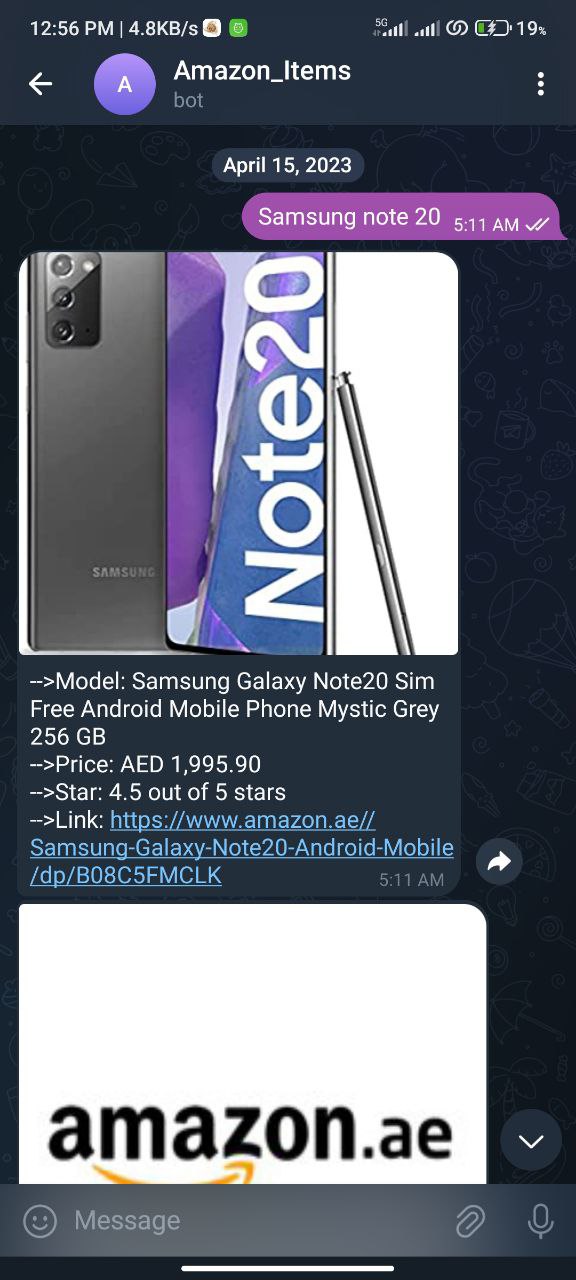 12:56 PM | 4.8KB/s
5G
19%
A
Amazon_Items
bot
April 15, 2023
Samsung note 20 5:11 AM
Note20
SAMSUNG
-->Model: Samsung Galaxy Note20 Sim
Free Android Mobile Phone Mystic Grey
256 GB
-->Price: AED 1,995.90
-->Star: 4.5 out of 5 stars
-->Link: https://www.amazon.ae//
Samsung-Galaxy-Note20-Android-Mobile
/dp/B08C5FMCLK
5:11 AM
amazon.ae
Message